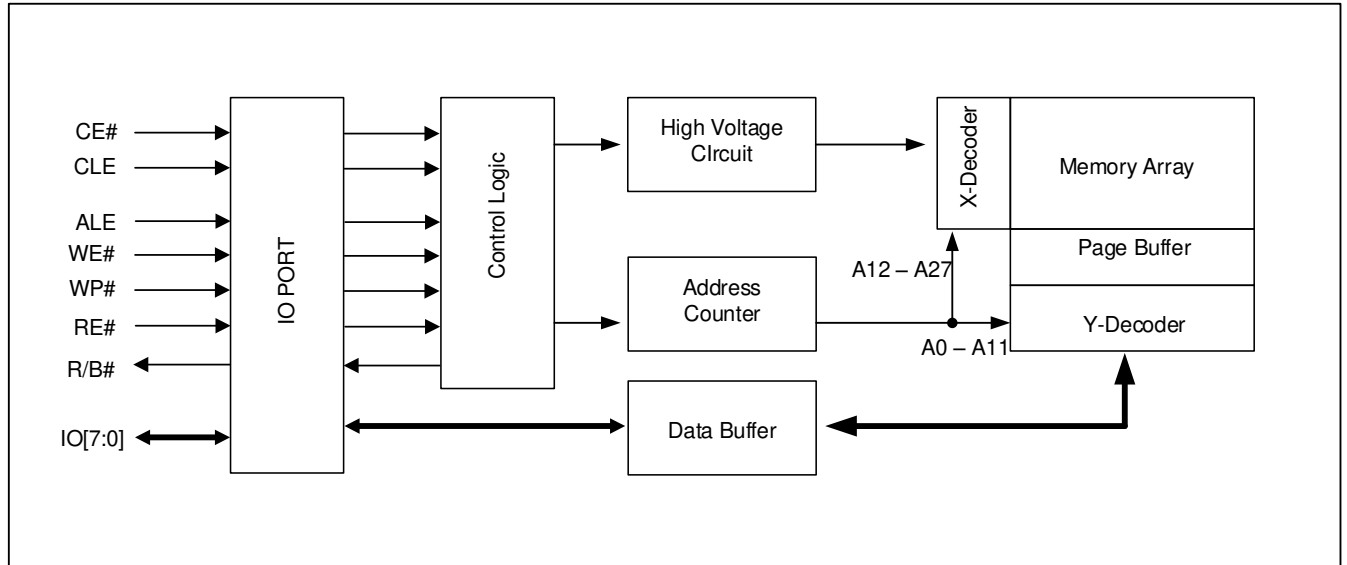 CE#
CLE
ALE
WE#
WP#
RE#
R/B#
IO[7:0]
IO PORT
Control Logic
High Voltage
CIrcuit
Address
Counter
Data Buffer
X-Decoder
Memory Array
Page Buffer
Y-Decoder
A12 – A27
A0 – A11